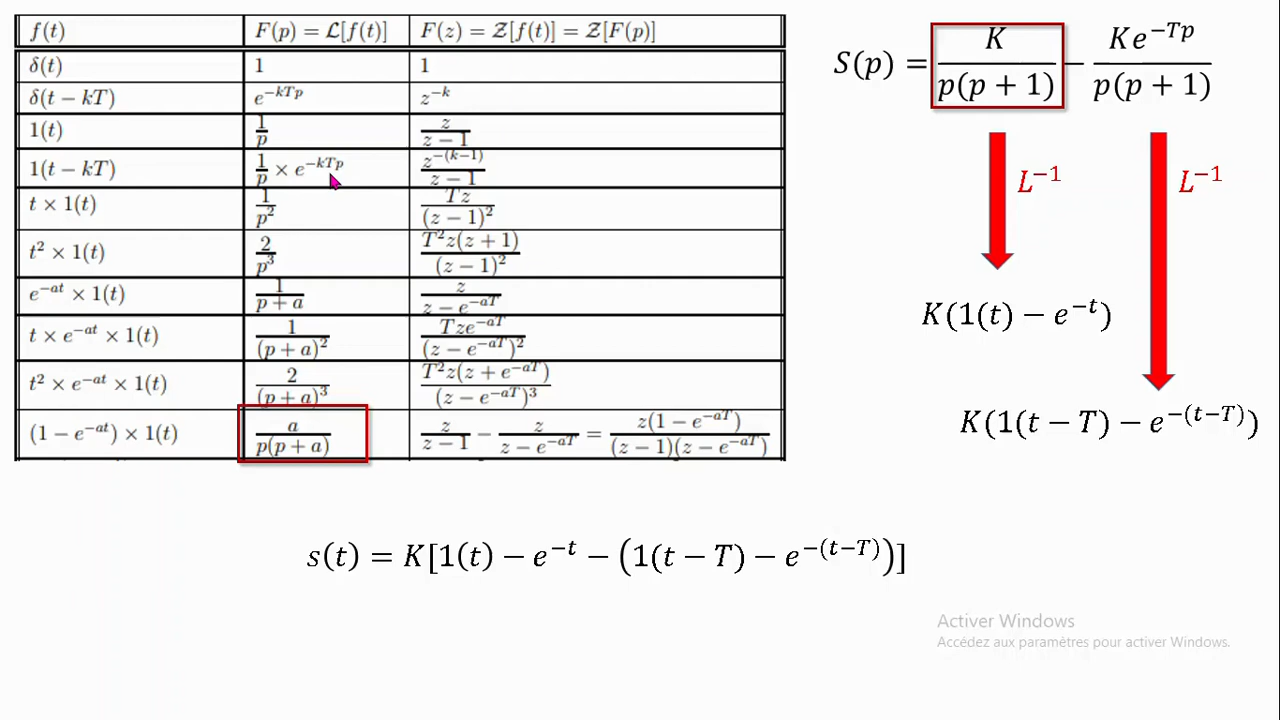 f(t) F(p) = ℒ[f(t)] F(z) = 𝒵[f(t)] = 𝒵[F(p)]
δ(t) 1 1
δ(t − kT) e^{−kTp} z^{−k}
1(t) 1/p z/(z − 1)
1(t − kT) 1/p × e^{−kTp} z^{−(k−1)}/(z − 1)
t × 1(t) 1/p² Tz/(z − 1)²
t² × 1(t) 2/p³ T²z(z + 1)/(z − 1)²
e^{−at} × 1(t) 1/(p + a) z/(z − e^{−aT})
t × e^{−at} × 1(t) 1/(p + a)² Tze^{−aT}/(z − e^{−aT})²
t² × e^{−at} × 1(t) 2/(p + a)³ T²z(z + e^{−aT})/(z − e^{−aT})³
(1 − e^{−at}) × 1(t) a/(p(p + a)) z/(z − 1) − z/(z − e^{−aT}) = z(1 − e^{−aT})/((z − 1)(z − e^{−aT}))
S(p) = K/(p(p + 1)) − Ke^{−Tp}/(p(p + 1))
L⁻¹ L⁻¹
K(1(t) − e^{−t})
K(1(t − T) − e^{−(t−T)})
s(t) = K[1(t) − e^{−t} − (1(t − T) − e^{−(t−T)})]
Activer Windows
Accédez aux paramètres pour activer Windows.